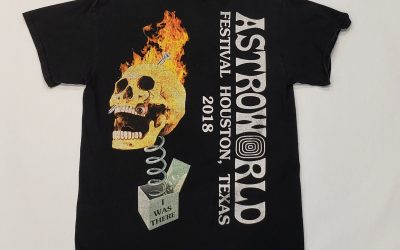 ASTROWORLD
FESTIVAL HOUSTON, TEXAS
2018
I
WAS
THERE